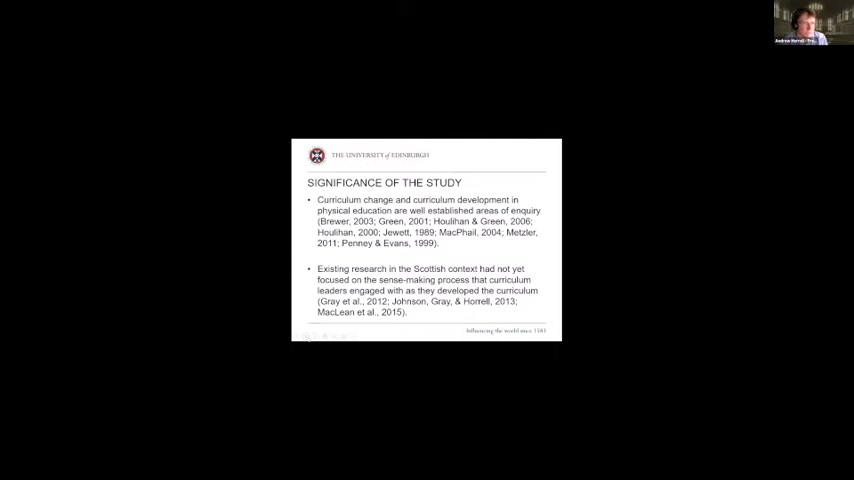 THE UNIVERSITY of EDINBURGH
SIGNIFICANCE OF THE STUDY
• Curriculum change and curriculum development in
physical education are well established areas of enquiry
(Brewer, 2003; Green, 2001; Houlihan & Green, 2006;
Houlihan, 2000; Jewett, 1989; MacPhail, 2004; Metzler,
2011; Penney & Evans, 1999).
• Existing research in the Scottish context had not yet
focused on the sense-making process that curriculum
leaders engaged with as they developed the curriculum
(Gray et al., 2012; Johnson, Gray, & Horrell, 2013;
MacLean et al., 2015).
Influencing the world since 1583